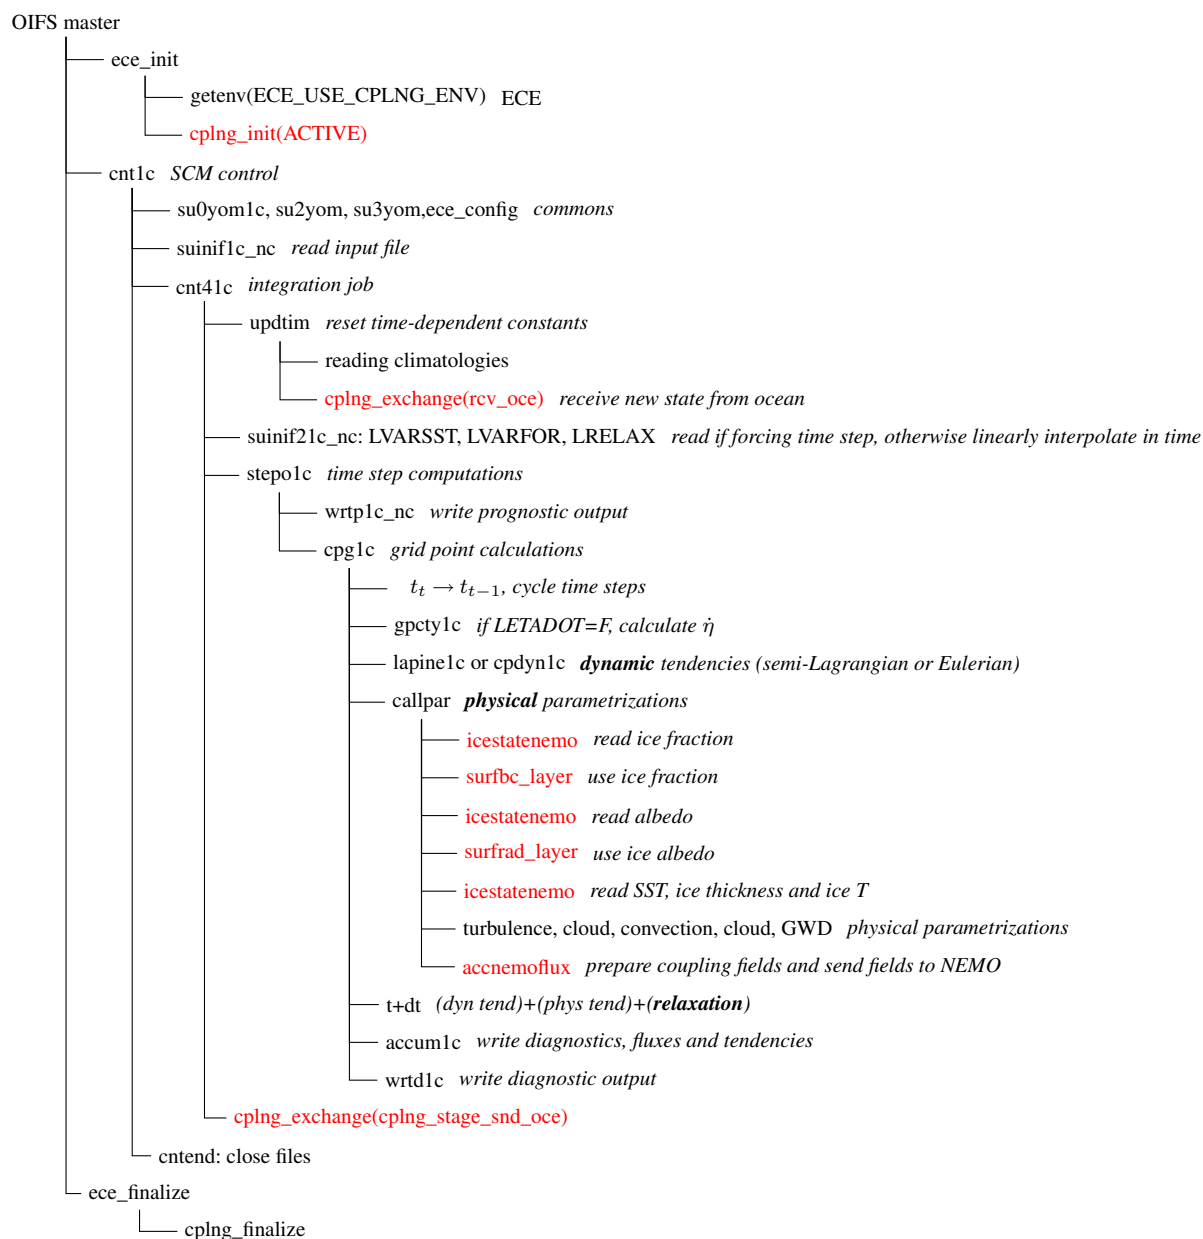 OIFS master
ece_init
getenv(ECE_USE_CPLNG_ENV) ECE
cplng_init(ACTIVE)
cnt1c SCM control
su0yom1c, su2yom, su3yom,ece_config commons
suinif1c_nc read input file
cnt41c integration job
updtim reset time-dependent constants
reading climatologies
cplng_exchange(rcv_oce) receive new state from ocean
suinif21c_nc: LVARSST, LVARFOR, LRELAX read if forcing time step, otherwise linearly interpolate in time
stepo1c time step computations
wrtp1c_nc write prognostic output
cpg1c grid point calculations
t_t → t_{t−1}, cycle time steps
gpcty1c if LETADOT=F, calculate η̇
lapine1c or cpdyn1c dynamic tendencies (semi-Lagrangian or Eulerian)
callpar physical parametrizations
icestatenemo read ice fraction
surfbc_layer use ice fraction
icestatenemo read albedo
surfrad_layer use ice albedo
icestatenemo read SST, ice thickness and ice T
turbulence, cloud, convection, cloud, GWD physical parametrizations
accnemoflux prepare coupling fields and send fields to NEMO
t+dt (dyn tend)+(phys tend)+(relaxation)
accum1c write diagnostics, fluxes and tendencies
wrtd1c write diagnostic output
cplng_exchange(cplng_stage_snd_oce)
cntend: close files
ece_finalize
cplng_finalize